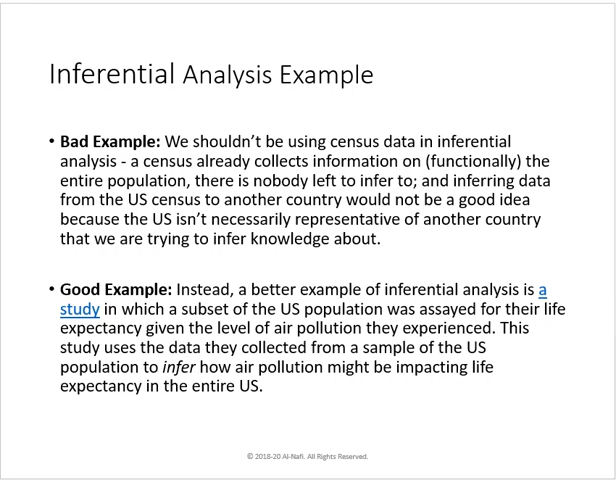 Inferential Analysis Example
• Bad Example: We shouldn't be using census data in inferential
analysis - a census already collects information on (functionally) the
entire population, there is nobody left to infer to; and inferring data
from the US census to another country would not be a good idea
because the US isn't necessarily representative of another country
that we are trying to infer knowledge about.
• Good Example: Instead, a better example of inferential analysis is a
study in which a subset of the US population was assayed for their life
expectancy given the level of air pollution they experienced. This
study uses the data they collected from a sample of the US
population to infer how air pollution might be impacting life
expectancy in the entire US.
© 2018-20 Al-Nafi. All Rights Reserved.